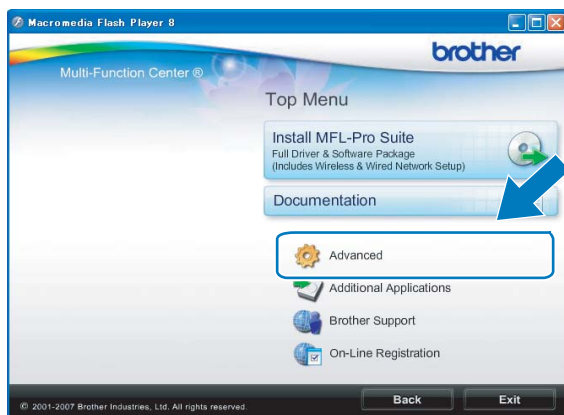 Macromedia Flash Player 8
brother
Multi-Function Center ®
Top Menu
Install MFL-Pro Suite
Full Driver & Software Package
(Includes Wireless & Wired Network Setup)
Documentation
Advanced
Additional Applications
Brother Support
On-Line Registration
© 2001-2007 Brother Industries, Ltd. All rights reserved.
Back
Exit